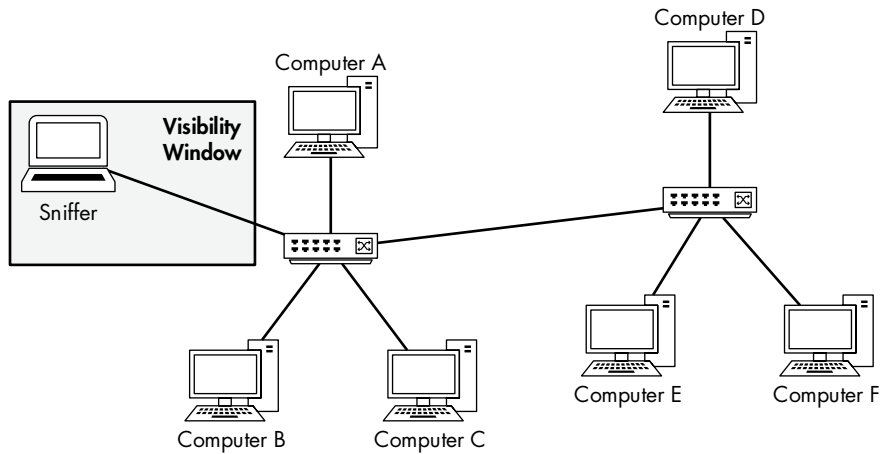 Computer D
Computer A
Visibility
Window
Sniffer
Computer B
Computer C
Computer E
Computer F